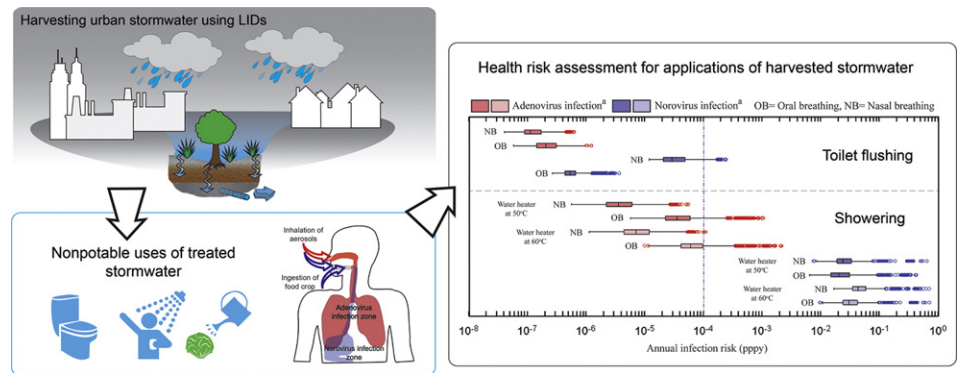 Harvesting urban stormwater using LIDs
Nonpotable uses of treated
stormwater
Inhalation of
aerosols
Ingestion of
food crop
Adenovirus
infection zone
Norovirus infection
zone
Health risk assessment for applications of harvested stormwater
Adenovirus infectionᵃ Norovirus infectionᵃ OB= Oral breathing, NB= Nasal breathing
NB
OB
NB
OB
Toilet flushing
Water heater
at 50°C
NB
OB
Showering
Water heater
at 60°C
NB
OB
Water heater
at 50°C
NB
OB
Water heater
at 60°C
NB
OB
10⁻⁸ 10⁻⁷ 10⁻⁶ 10⁻⁵ 10⁻⁴ 10⁻³ 10⁻² 10⁻¹ 10⁰
Annual infection risk (pppy)